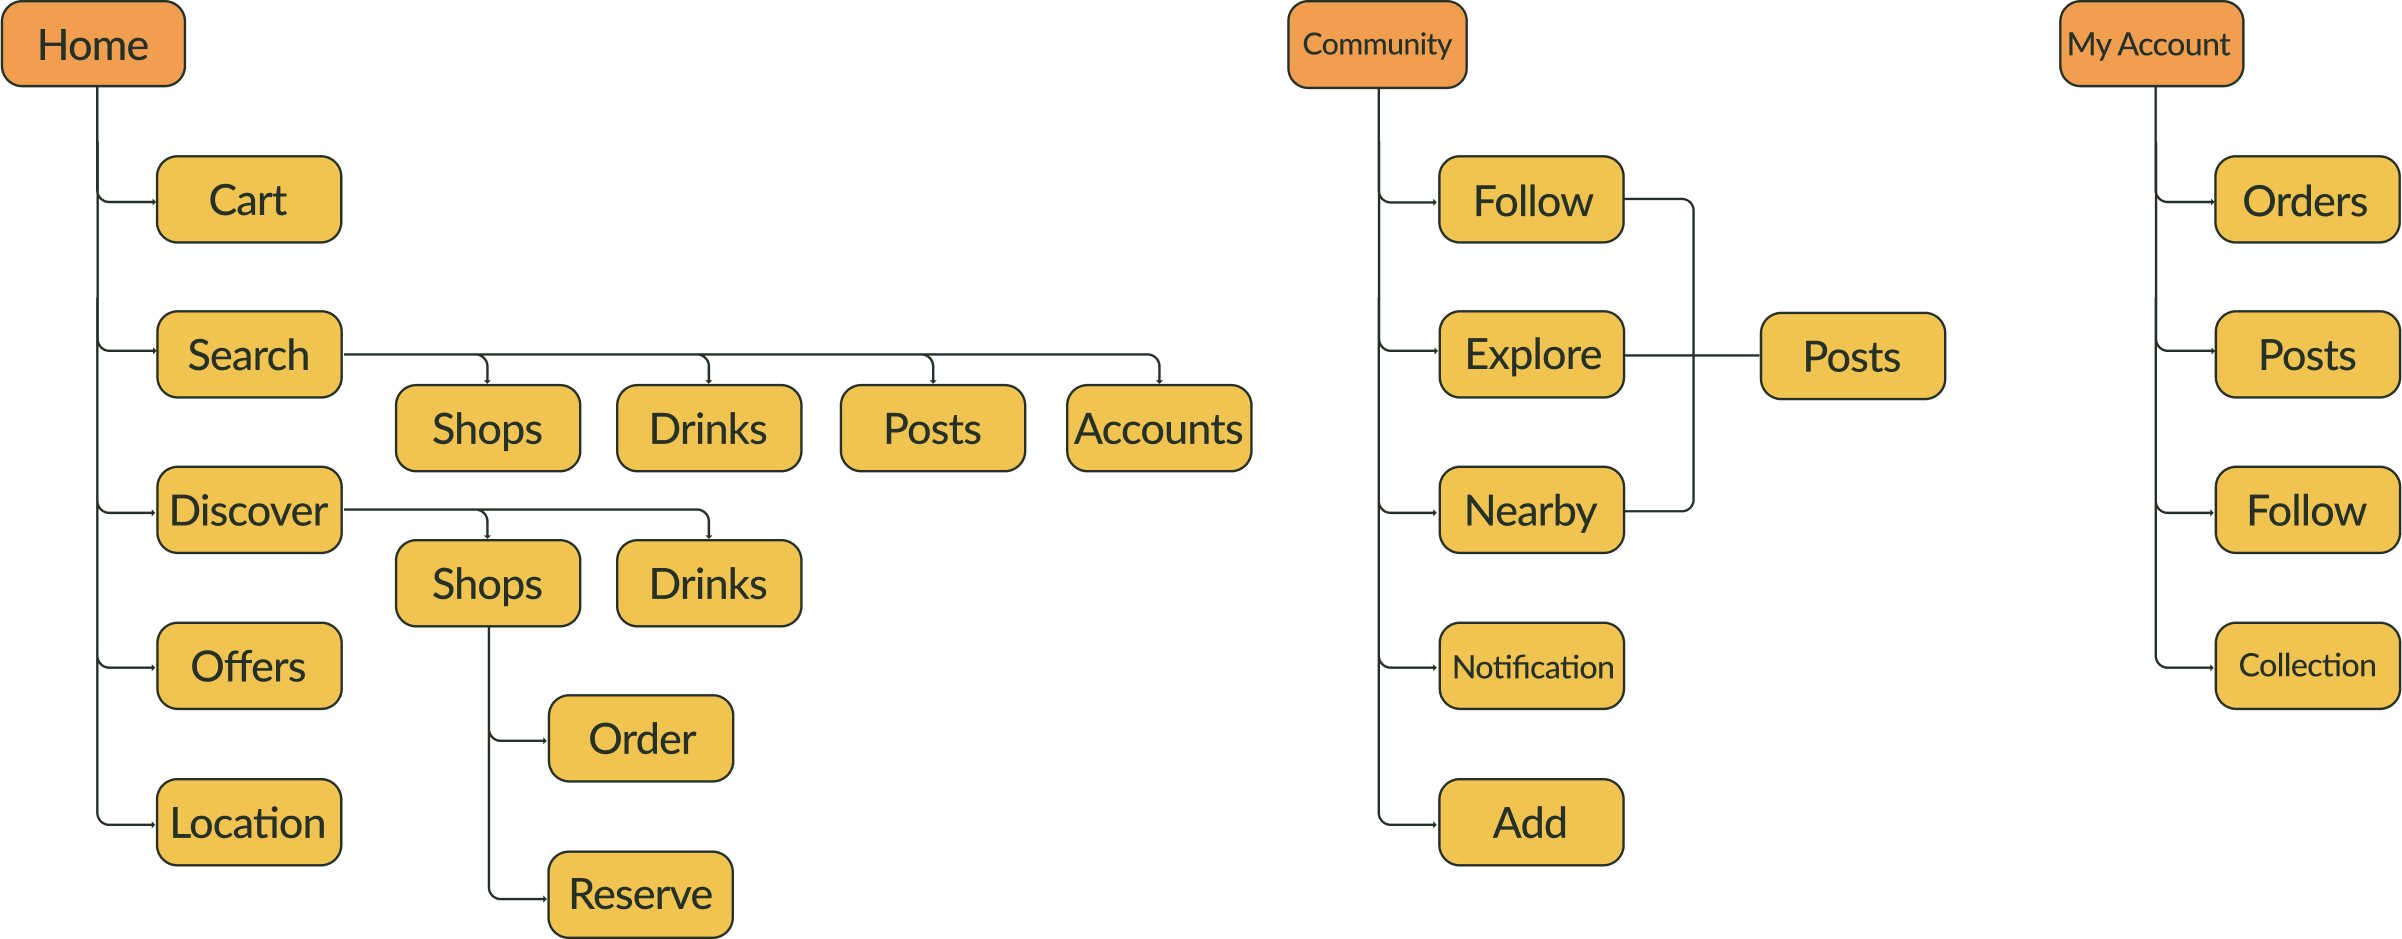 Home
Community
My Account
Cart
Follow
Orders
Search
Explore
Posts
Posts
Shops
Drinks
Posts
Accounts
Discover
Nearby
Follow
Shops
Drinks
Offers
Notification
Collection
Order
Location
Add
Reserve